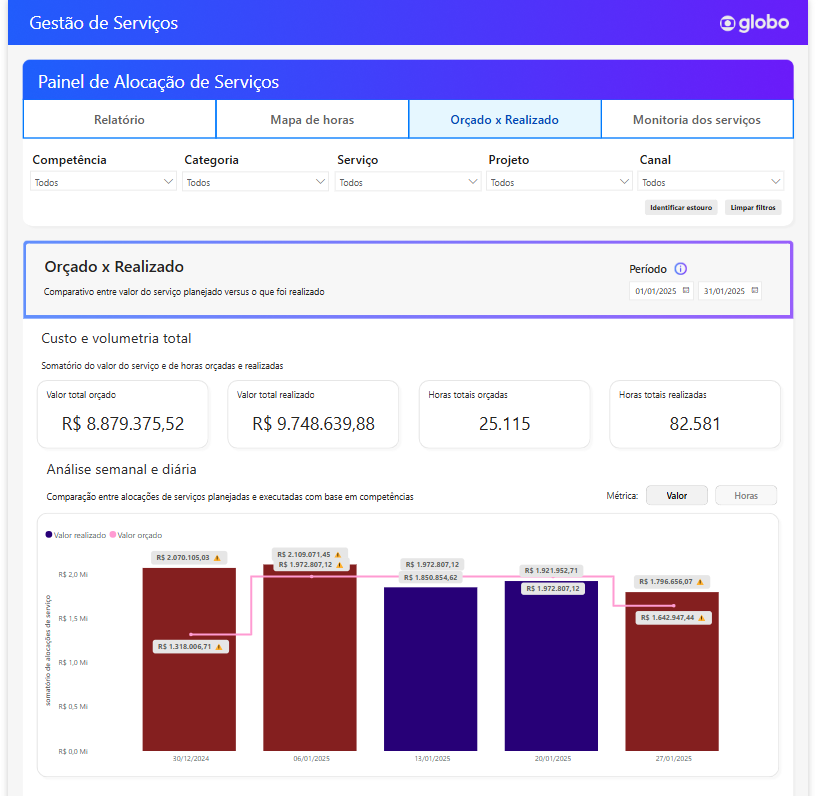 Gestão de Serviços
globo
Painel de Alocação de Serviços
Relatório
Mapa de horas
Orçado x Realizado
Monitoria dos serviços
Competência
Categoria
Serviço
Projeto
Canal
Todos
Todos
Todos
Todos
Todos
Identificar estouro
Limpar filtros
Orçado x Realizado
Período
Comparativo entre valor do serviço planejado versus o que foi realizado
01/01/2025
31/01/2025
Custo e volumetria total
Somatório do valor do serviço e de horas orçadas e realizadas
Valor total orçado
R$ 8.879.375,52
Valor total realizado
R$ 9.748.639,88
Horas totais orçadas
25.115
Horas totais realizadas
82.581
Análise semanal e diária
Comparação entre alocações de serviços planejadas e executadas com base em competências
Métrica:
Valor
Horas
Valor realizado
Valor orçado
somatório de alocações de serviço
R$ 2,0 Mi
R$ 1,5 Mi
R$ 1,0 Mi
R$ 0,5 Mi
R$ 0,0 Mi
R$ 2.070.105,03
R$ 1.318.006,71
R$ 2.109.071,45
R$ 1.972.807,12
R$ 1.972.807,12
R$ 1.850.854,62
R$ 1.921.952,71
R$ 1.972.807,12
R$ 1.796.656,07
R$ 1.642.947,44
30/12/2024
06/01/2025
13/01/2025
20/01/2025
27/01/2025